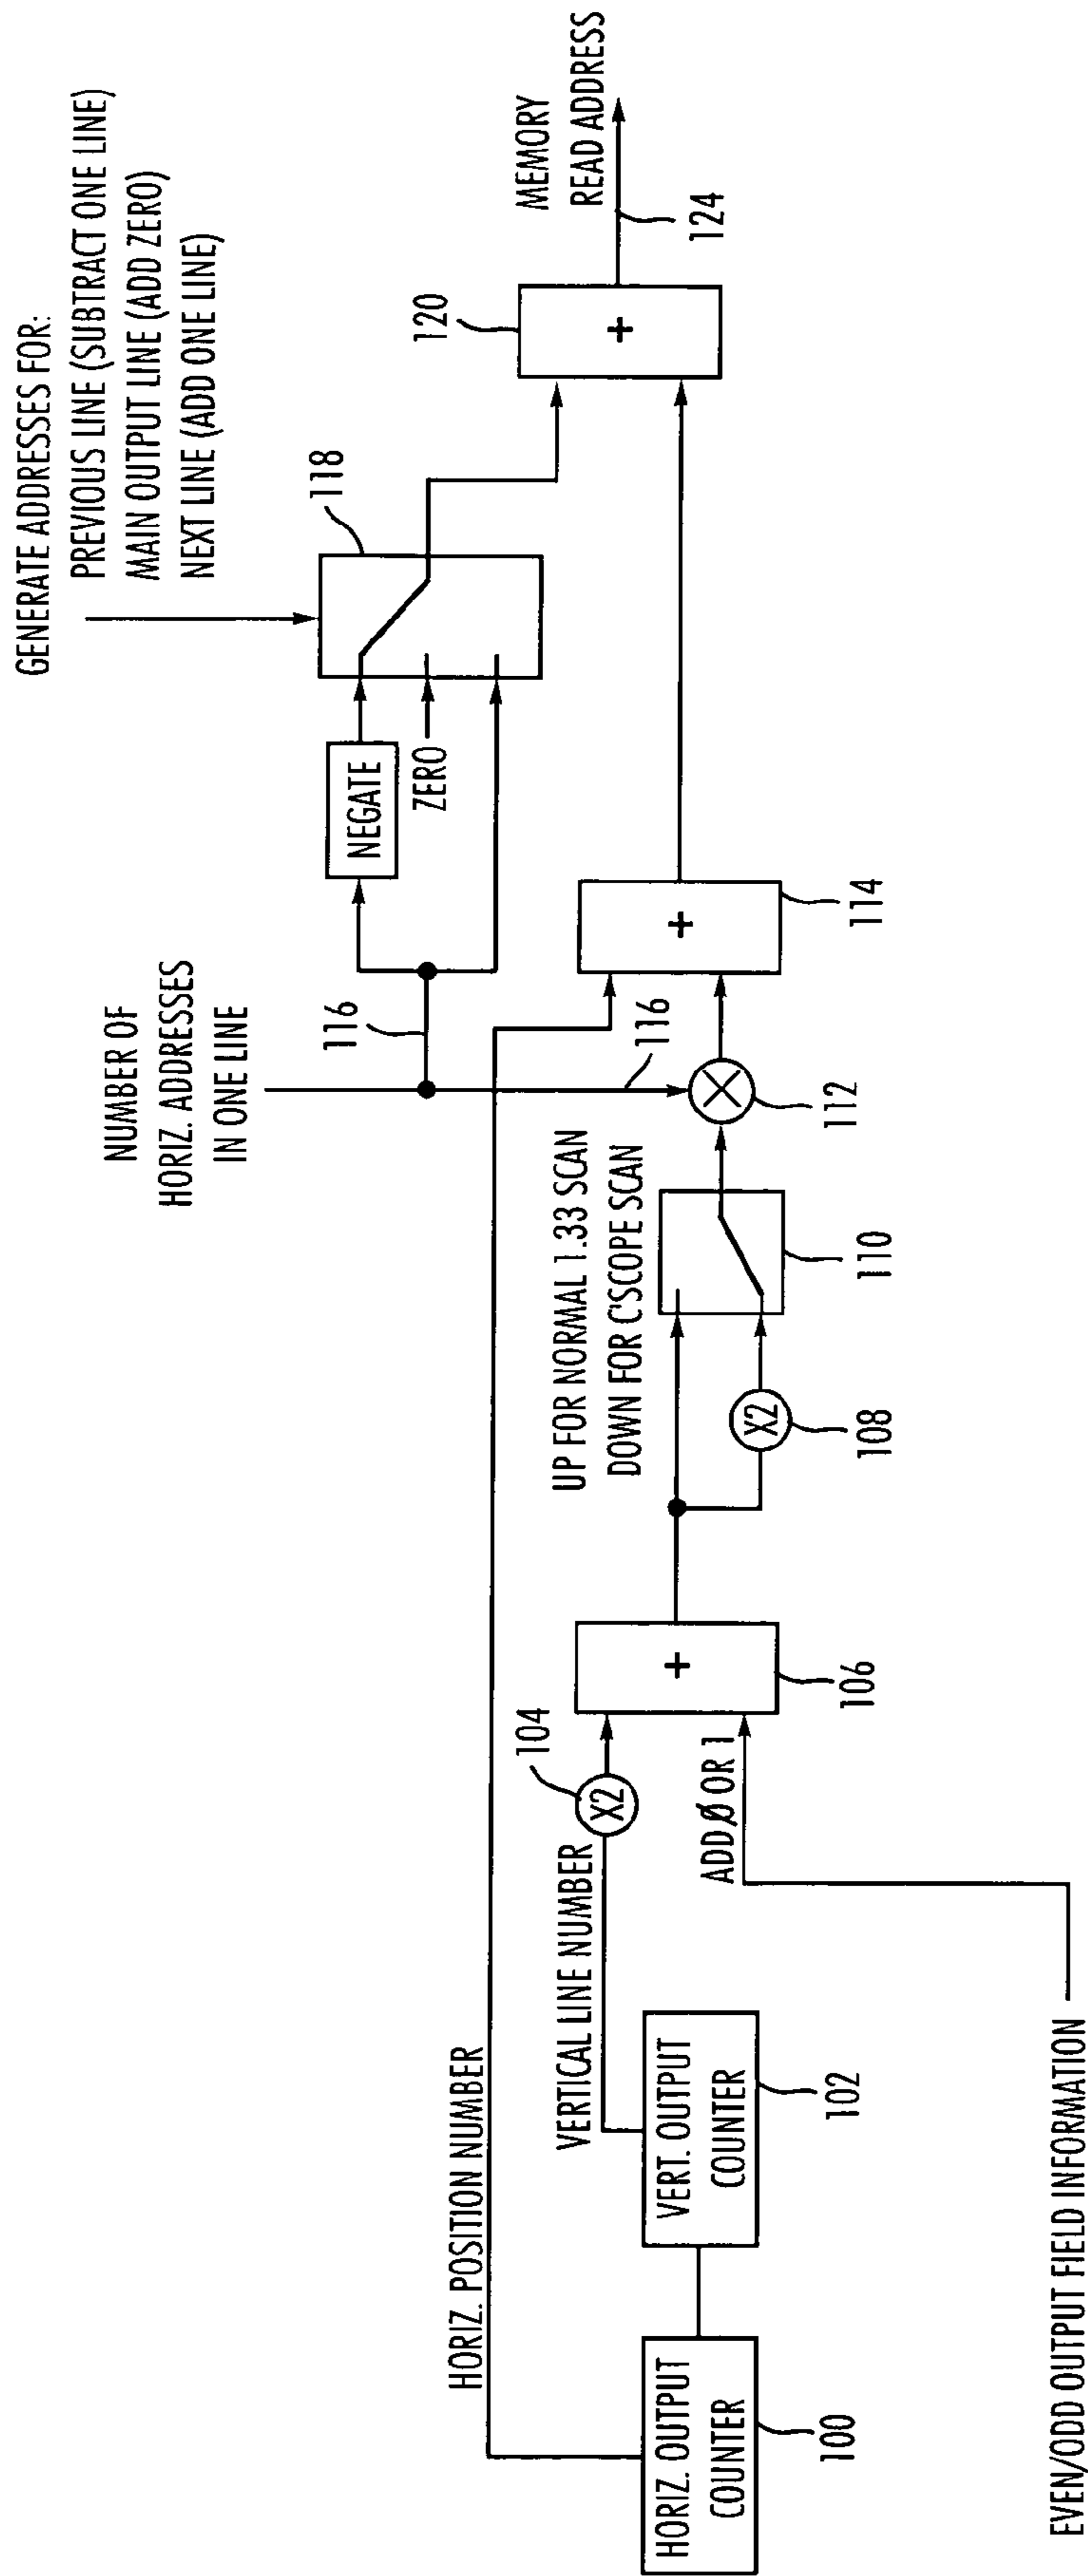 GENERATE ADDRESSES FOR:
PREVIOUS LINE (SUBTRACT ONE LINE)
MAIN OUTPUT LINE (ADD ZERO)
NEXT LINE (ADD ONE LINE)
NUMBER OF
HORIZ. ADDRESSES
IN ONE LINE
116
NEGATE
ZERO
118
120
+
MEMORY
READ ADDRESS
124
HORIZ. POSITION NUMBER
VERTICAL LINE NUMBER
104
X2
UP FOR NORMAL 1.33 SCAN
DOWN FOR C'SCOPE SCAN
116
+
114
HORIZ. OUTPUT
COUNTER
100
VERT. OUTPUT
COUNTER
102
ADD Ø OR 1
+
106
X2
108
110
112
EVEN/ODD OUTPUT FIELD INFORMATION